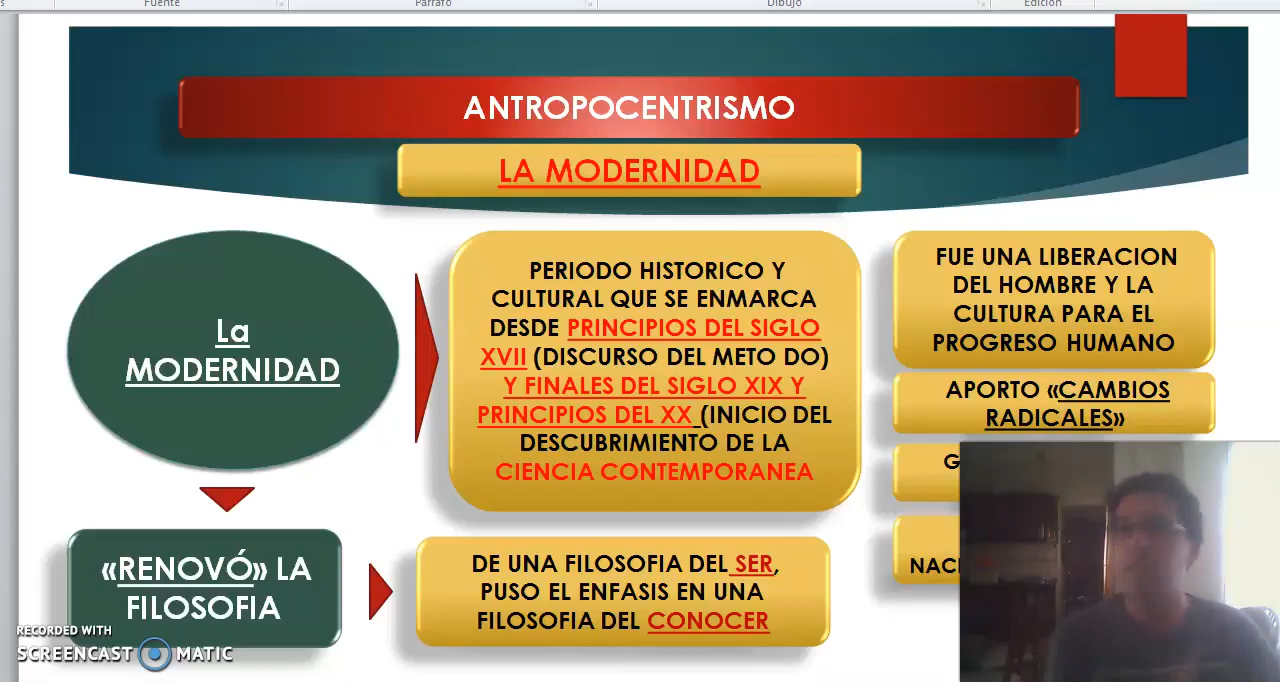 Fuente
Párrafo
Dibujo
Edición
ANTROPOCENTRISMO
LA MODERNIDAD
La
MODERNIDAD
PERIODO HISTORICO Y
CULTURAL QUE SE ENMARCA
DESDE PRINCIPIOS DEL SIGLO
XVII (DISCURSO DEL METO DO)
Y FINALES DEL SIGLO XIX Y
PRINCIPIOS DEL XX (INICIO DEL
DESCUBRIMIENTO DE LA
CIENCIA CONTEMPORANEA
FUE UNA LIBERACION
DEL HOMBRE Y LA
CULTURA PARA EL
PROGRESO HUMANO
APORTO «CAMBIOS
RADICALES»
«RENOVÓ» LA
FILOSOFIA
DE UNA FILOSOFIA DEL SER,
PUSO EL ENFASIS EN UNA
FILOSOFIA DEL CONOCER
RECORDED WITH
SCREENCAST MATIC